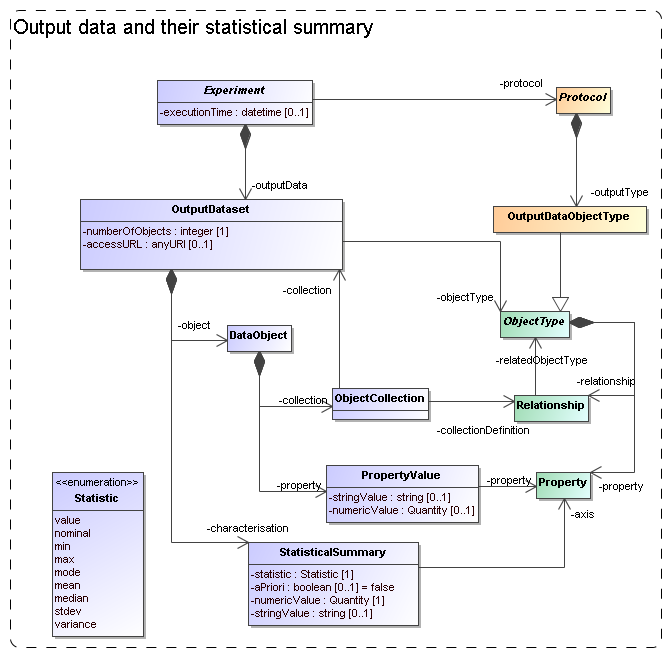 Output data and their statistical summary
Experiment
-executionTime : datetime [0..1]
-protocol
Protocol
-outputData
-outputType
OutputDataset
-numberOfObjects : integer [1]
-accessURL : anyURI [0..1]
OutputDataObjectType
-collection
-objectType
-object
DataObject
ObjectType
-relatedObjectType
-relationship
-collection
ObjectCollection
Relationship
-collectionDefinition
-property
PropertyValue
-stringValue : string [0..1]
-numericValue : Quantity [0..1]
-property
Property
-property
-axis
<<enumeration>>
Statistic
value
nominal
min
max
mode
mean
median
stdev
variance
-characterisation
StatisticalSummary
-statistic : Statistic [1]
-aPriori : boolean [0..1] = false
-numericValue : Quantity [1]
-stringValue : string [0..1]